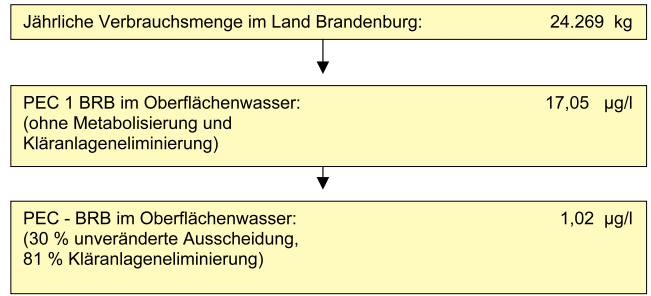 Jährliche Verbrauchsmenge im Land Brandenburg: 24.269 kg
PEC 1 BRB im Oberflächenwasser: 17,05 µg/l
(ohne Metabolisierung und
Kläranlageneliminierung)
PEC - BRB im Oberflächenwasser: 1,02 µg/l
(30 % unveränderte Ausscheidung,
81 % Kläranlageneliminierung)